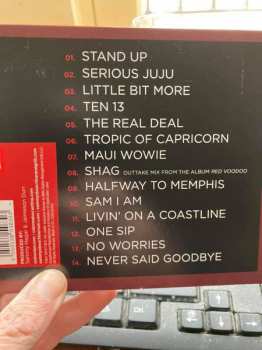 01. STAND UP
02. SERIOUS JUJU
03. LITTLE BIT MORE
04. TEN 13
05. THE REAL DEAL
06. TROPIC OF CAPRICORN
07. MAUI WOWIE
08. SHAG OUTTAKE MIX FROM THE ALBUM RED VOODOO
09. HALFWAY TO MEMPHIS
10. SAM I AM
11. LIVIN' ON A COASTLINE
12. ONE SIP
13. NO WORRIES
14. NEVER SAID GOODBYE